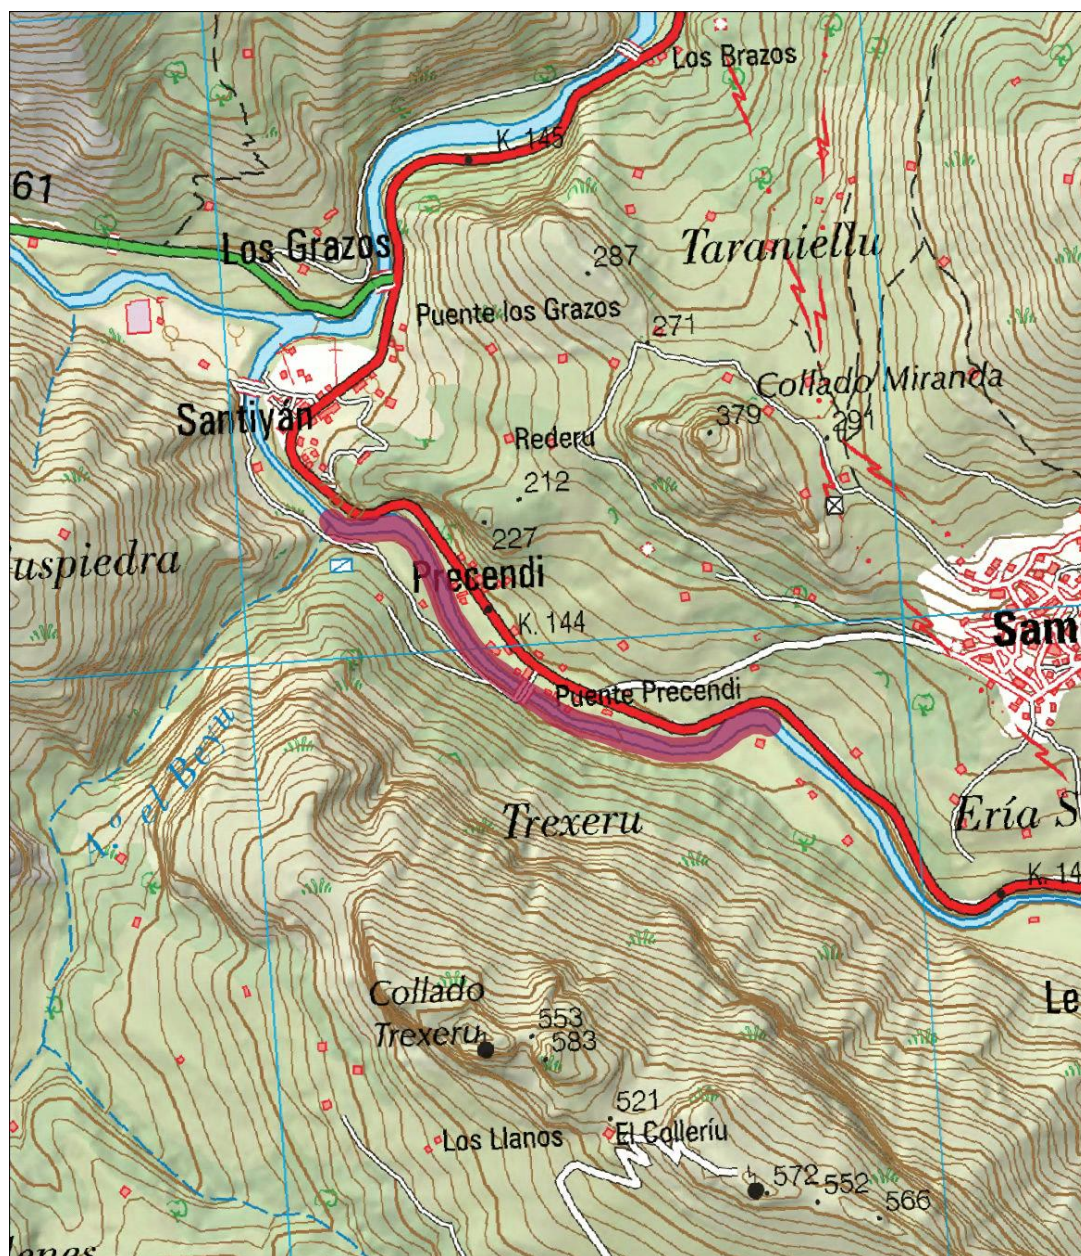 Los Brazos
K. 145
61
Los Grazos
287
Taraniellu
Puente los Grazos
271
Collado Miranda
Santiyán
379
291
Rederu
212
227
uspiedra
Precendi
K. 144
Sam
Puente Precendi
A.º el Beyu
Trexeru
Ería S
K. 14
Collado
Trexeru
553
583
Le
521
Los Llanos
El Colleríu
572
552
566